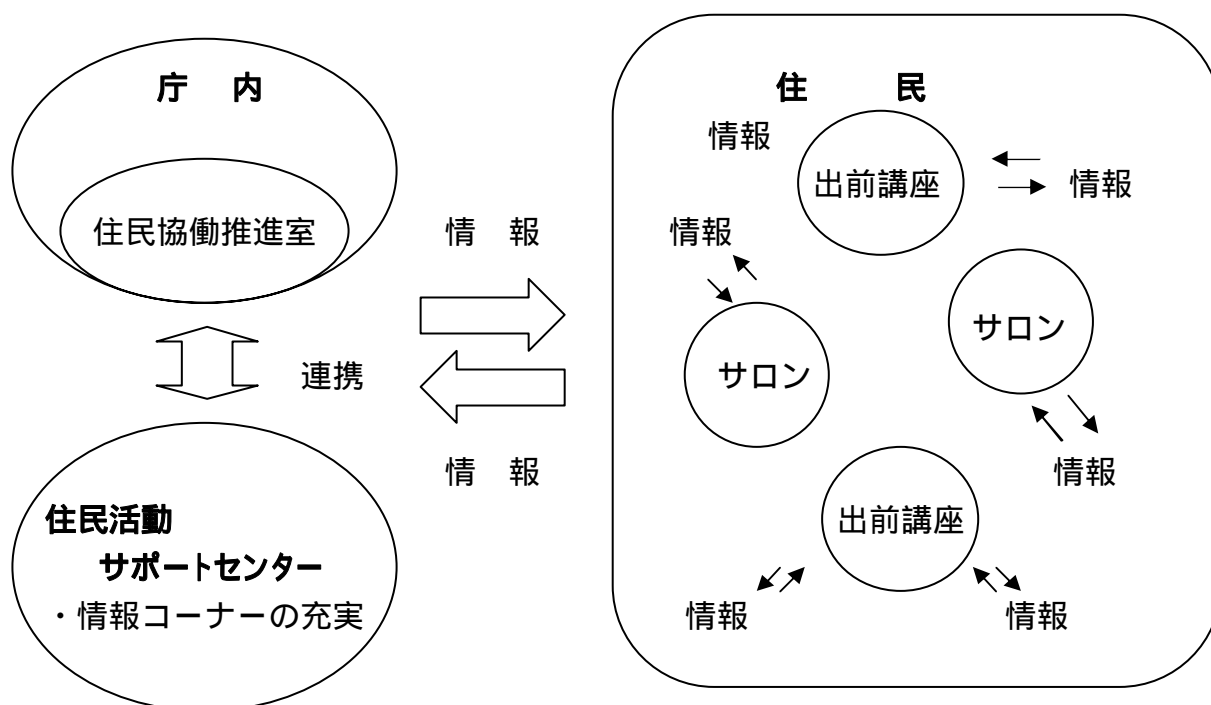 庁　内
住民協働推進室
連携
住民活動
サポートセンター
・情報コーナーの充実
情　報
情　報
住　　民
情報
出前講座
情報
情報
サロン
サロン
情報
出前講座
情報
情報